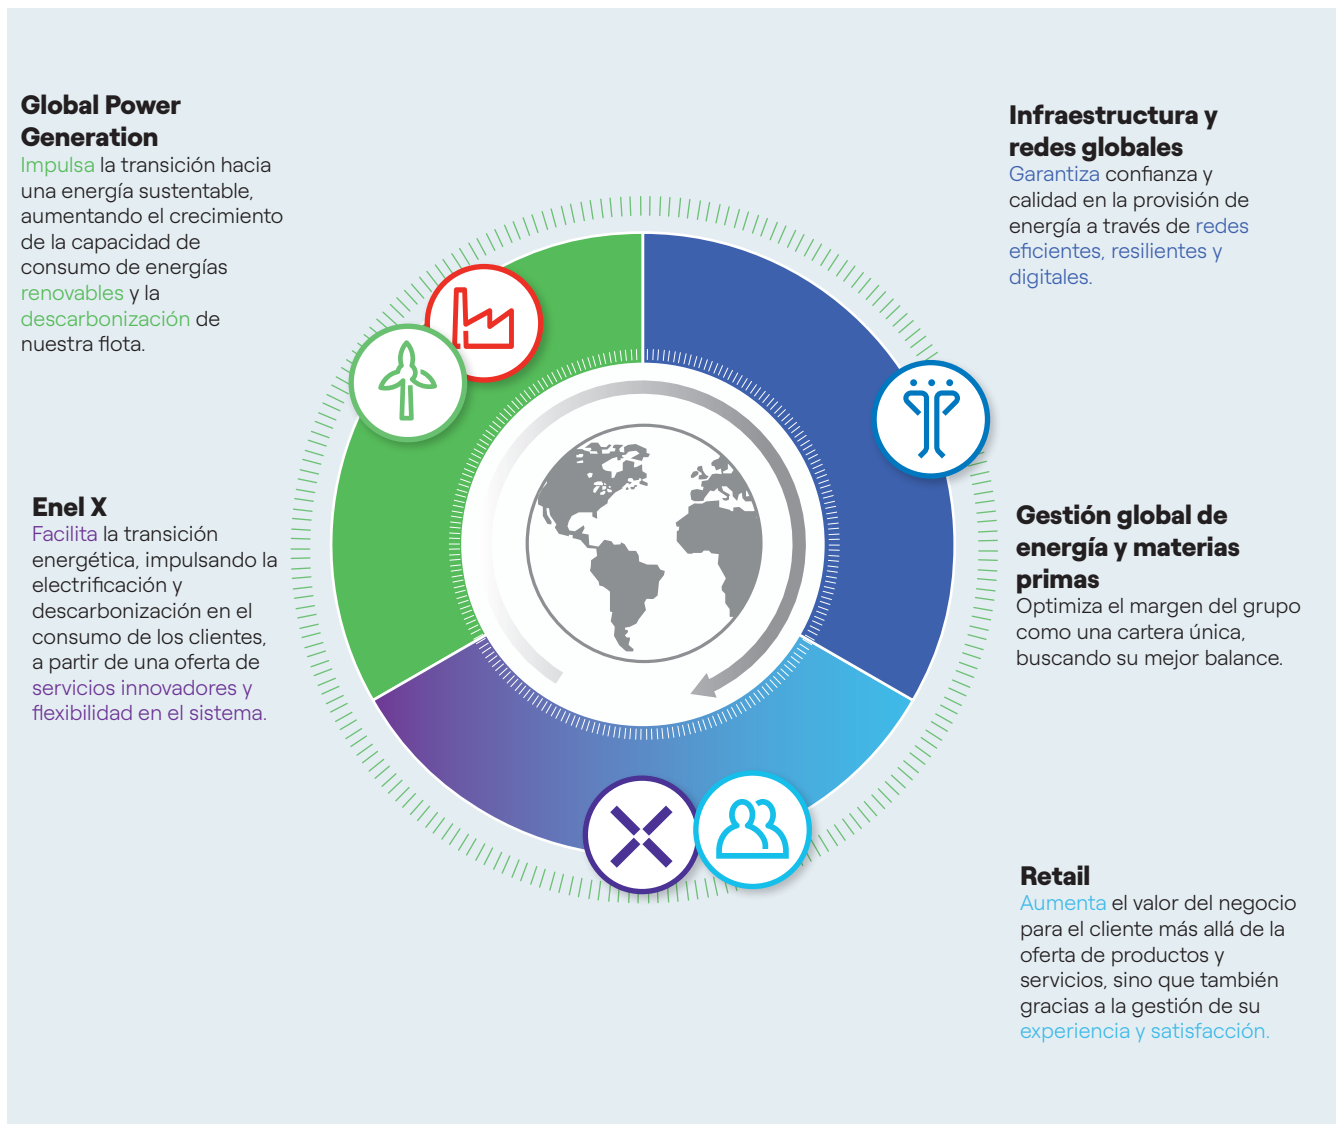 Global Power
Generation
Impulsa la transición hacia
una energía sustentable,
aumentando el crecimiento
de la capacidad de
consumo de energías
renovables y la
descarbonización de
nuestra flota.
Enel X
Facilita la transición
energética, impulsando la
electrificación y
descarbonización en el
consumo de los clientes,
a partir de una oferta de
servicios innovadores y
flexibilidad en el sistema.
Infraestructura y
redes globales
Garantiza confianza y
calidad en la provisión de
energía a través de redes
eficientes, resilientes y
digitales.
Gestión global de
energía y materias
primas
Optimiza el margen del grupo
como una cartera única,
buscando su mejor balance.
Retail
Aumenta el valor del negocio
para el cliente más allá de la
oferta de productos y
servicios, sino que también
gracias a la gestión de su
experiencia y satisfacción.